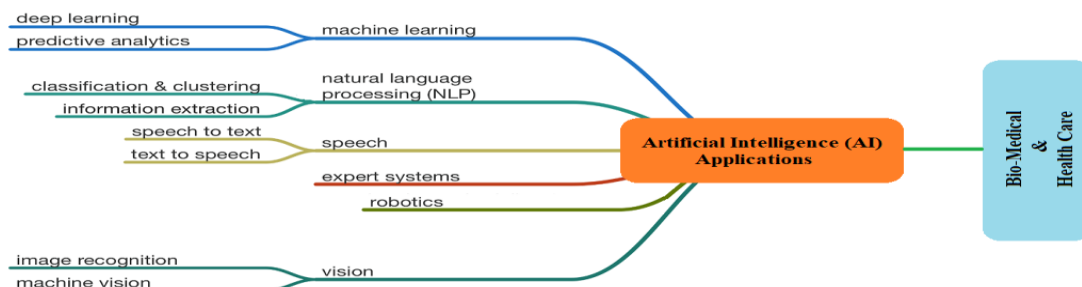 deep learning
predictive analytics
machine learning
classification & clustering
information extraction
natural language
processing (NLP)
speech to text
text to speech
speech
expert systems
robotics
image recognition
machine vision
vision
Artificial Intelligence (AI)
Applications
Bio-Medical
&
Health Care